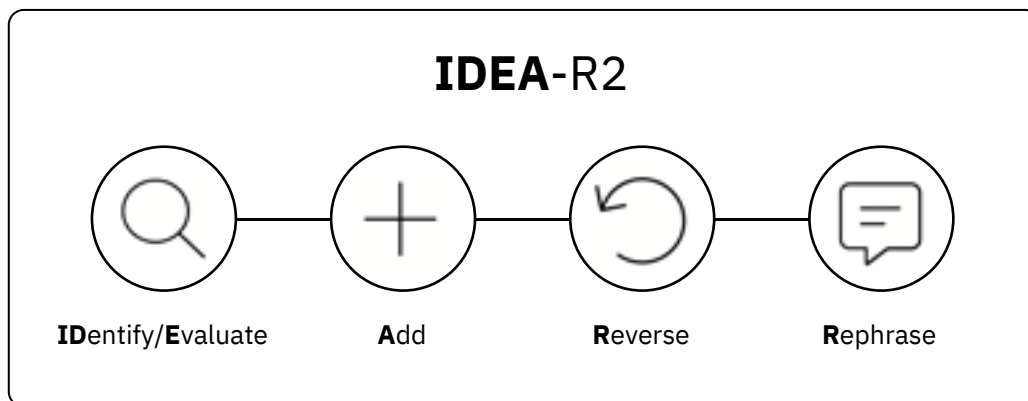 IDEA-R2
IDentify/Evaluate
Add
Reverse
Rephrase